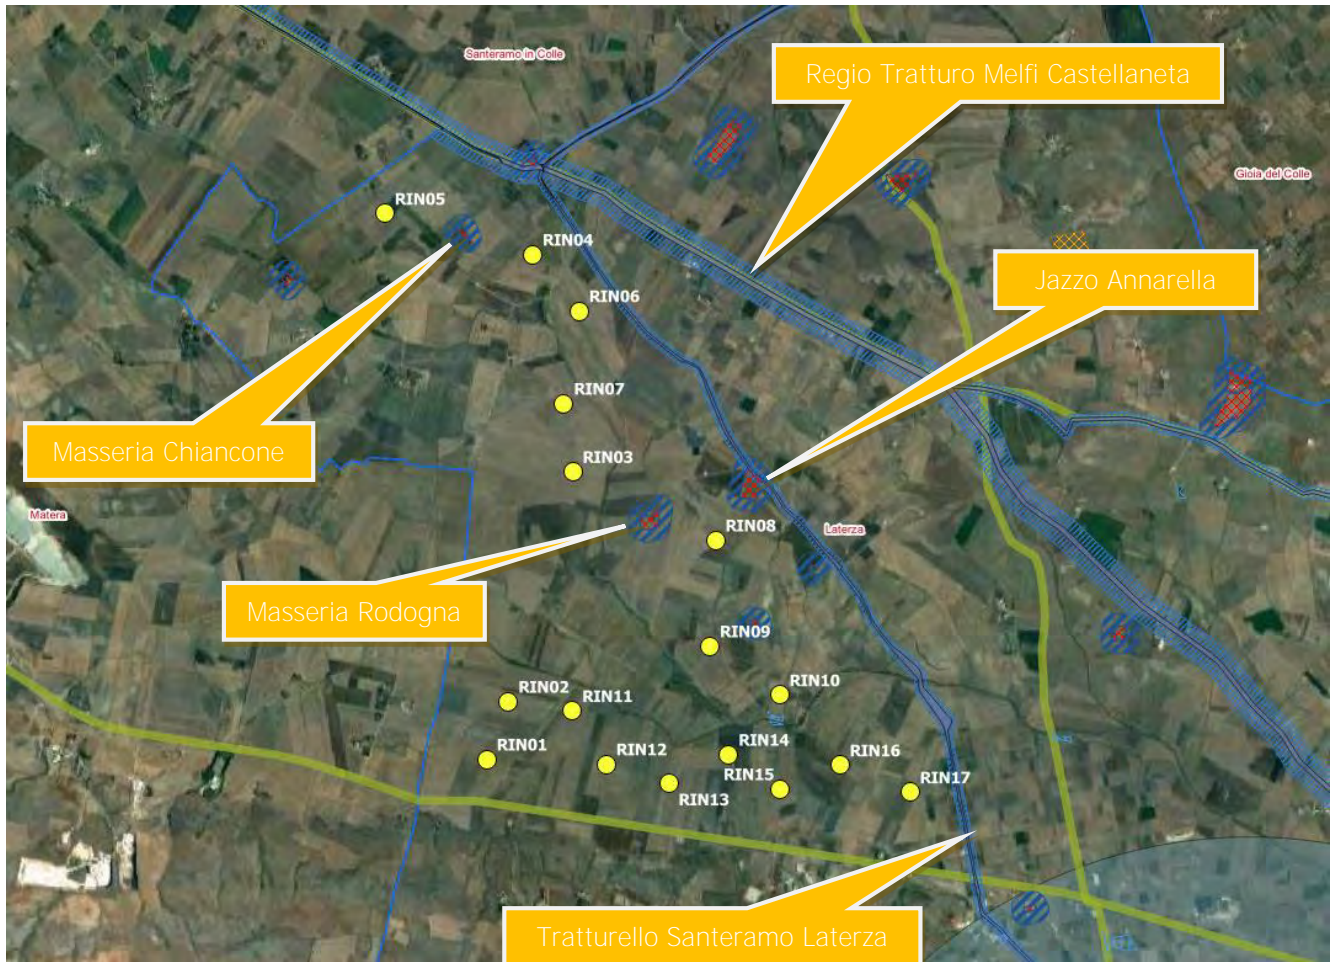 Santeramo in Colle
Regio Tratturo Melfi Castellaneta
Gioia del Colle
RIN05
RIN04
Jazzo Annarella
RIN06
RIN07
Masseria Chiancone
RIN03
Matera
RIN08
Laterza
Masseria Rodogna
RIN09
RIN02
RIN11
RIN10
RIN01
RIN12
RIN14
RIN16
RIN15
RIN17
RIN13
Tratturello Santeramo Laterza